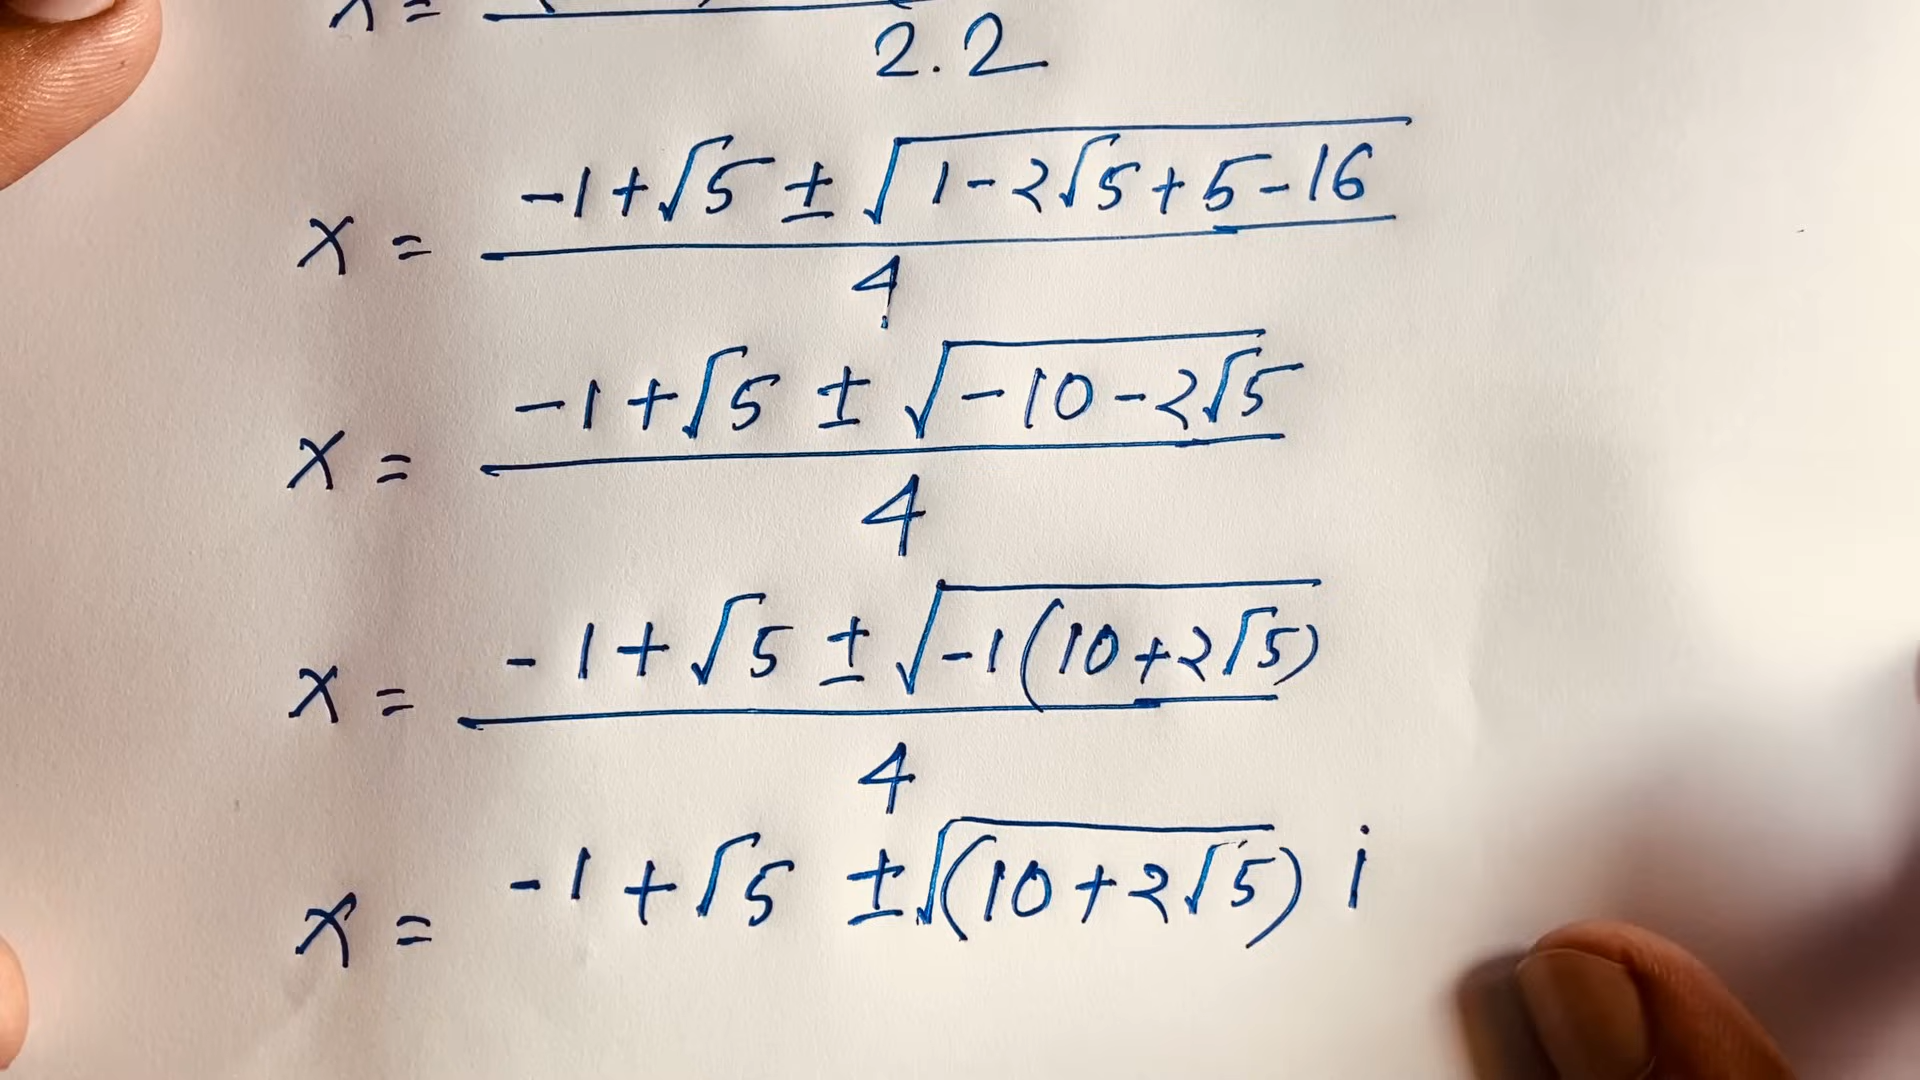 x =
2.2
x = -1+√5 ± √1-2√5+5-16
4
x = -1+√5 ± √-10-2√5
4
x = -1+√5 ± √-1(10+2√5)
4
x = -1+√5 ±√(10+2√5) i